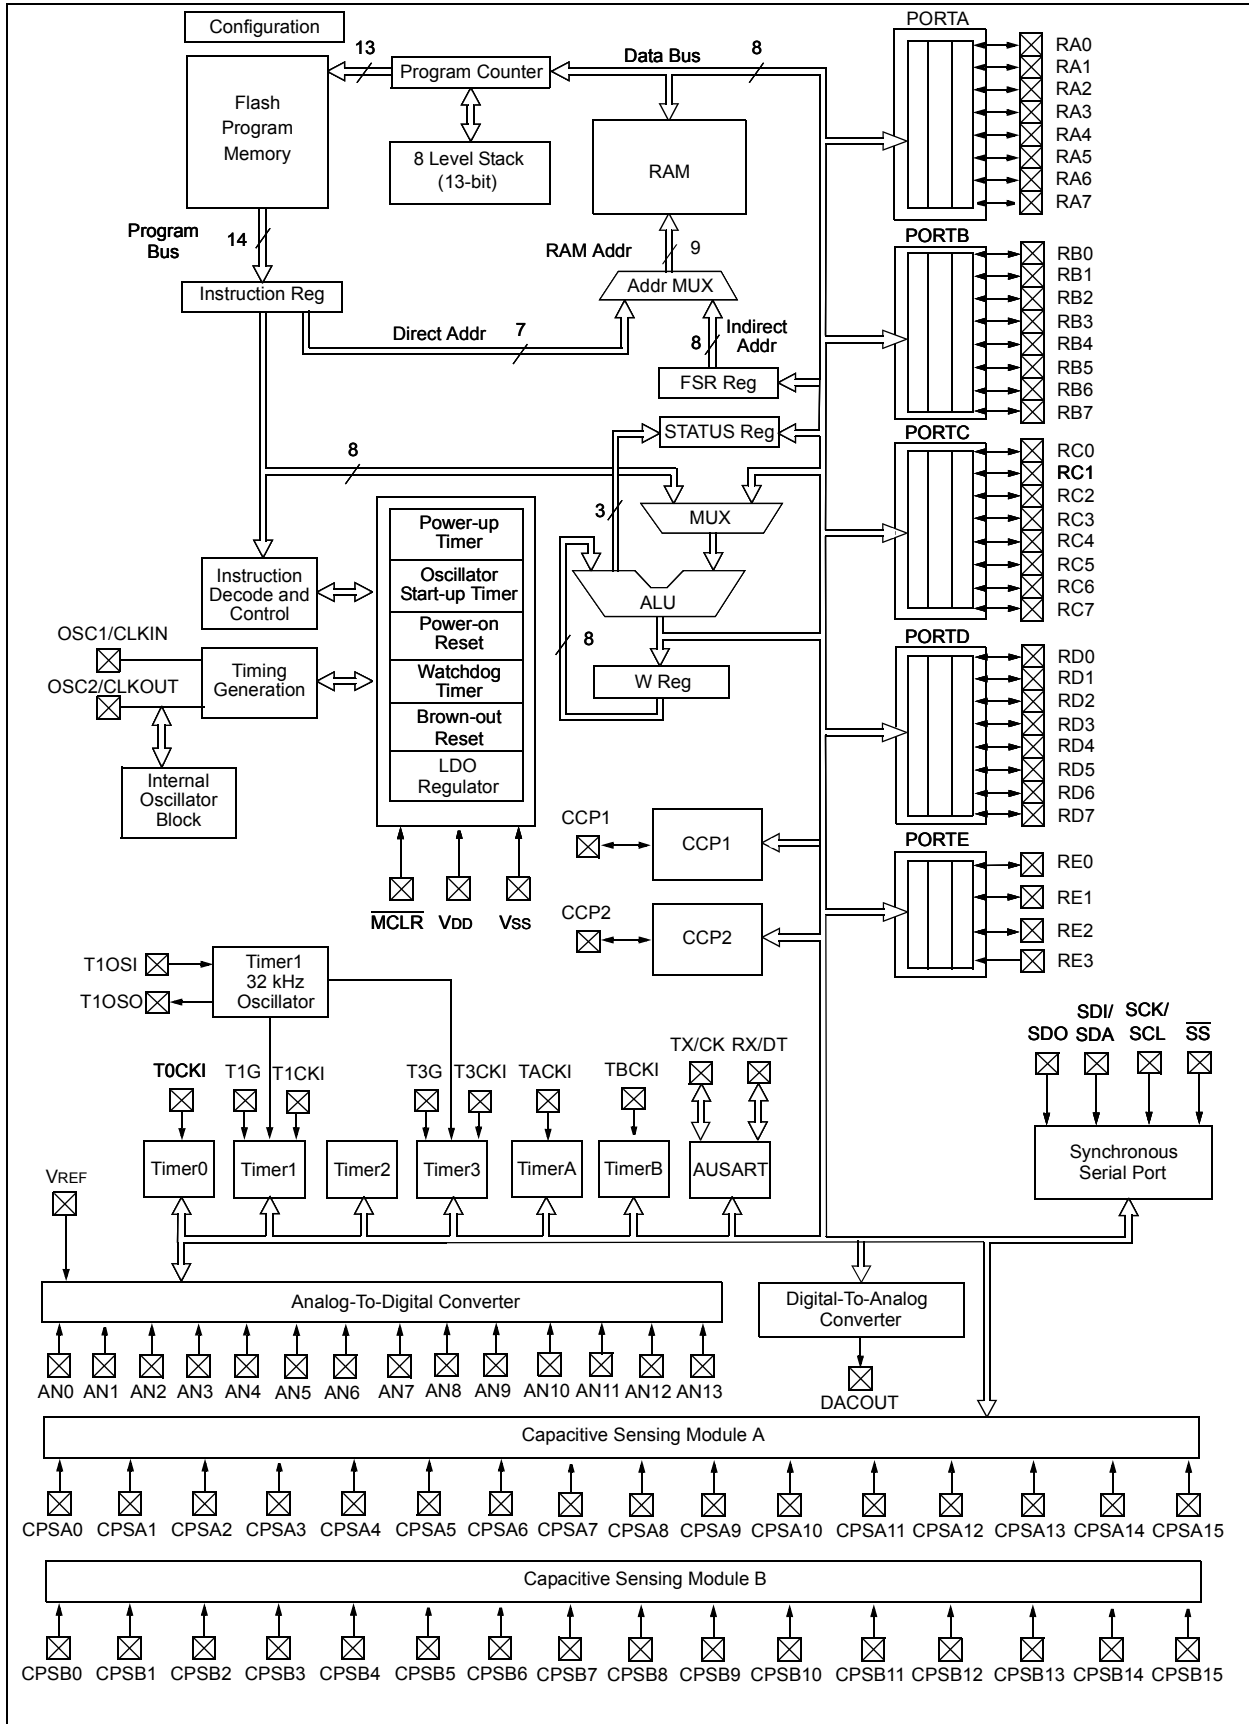 Configuration
PORTA
13
Program Counter
Data Bus
8
Flash
Program
Memory
8 Level Stack
(13-bit)
RAM
RA0
RA1
RA2
RA3
RA4
RA5
RA6
RA7
Program
Bus
14
RAM Addr
9
PORTB
Instruction Reg
Addr MUX
Direct Addr
7
8
Indirect
Addr
FSR Reg
RB0
RB1
RB2
RB3
RB4
RB5
RB6
RB7
STATUS Reg
PORTC
8
3
MUX
RC0
RC1
RC2
RC3
RC4
RC5
RC6
RC7
Power-up
Timer
Oscillator
Start-up Timer
Power-on
Reset
Watchdog
Timer
Brown-out
Reset
LDO
Regulator
Instruction
Decode and
Control
ALU
8
W Reg
OSC1/CLKIN
OSC2/CLKOUT
Timing
Generation
Internal
Oscillator
Block
PORTD
RD0
RD1
RD2
RD3
RD4
RD5
RD6
RD7
CCP1
CCP1
PORTE
RE0
RE1
RE2
RE3
MCLR
VDD
VSS
CCP2
CCP2
T1OSI
T1OSO
Timer1
32 kHz
Oscillator
SDO
SDI/
SDA
SCK/
SCL
SS
T0CKI
T1G
T1CKI
T3G
T3CKI
TACKI
TBCKI
TX/CK
RX/DT
Timer0
Timer1
Timer2
Timer3
TimerA
TimerB
AUSART
Synchronous
Serial Port
VREF
Analog-To-Digital Converter
Digital-To-Analog
Converter
AN0
AN1
AN2
AN3
AN4
AN5
AN6
AN7
AN8
AN9
AN10
AN11
AN12
AN13
DACOUT
Capacitive Sensing Module A
CPSA0
CPSA1
CPSA2
CPSA3
CPSA4
CPSA5
CPSA6
CPSA7
CPSA8
CPSA9
CPSA10
CPSA11
CPSA12
CPSA13
CPSA14
CPSA15
Capacitive Sensing Module B
CPSB0
CPSB1
CPSB2
CPSB3
CPSB4
CPSB5
CPSB6
CPSB7
CPSB8
CPSB9
CPSB10
CPSB11
CPSB12
CPSB13
CPSB14
CPSB15